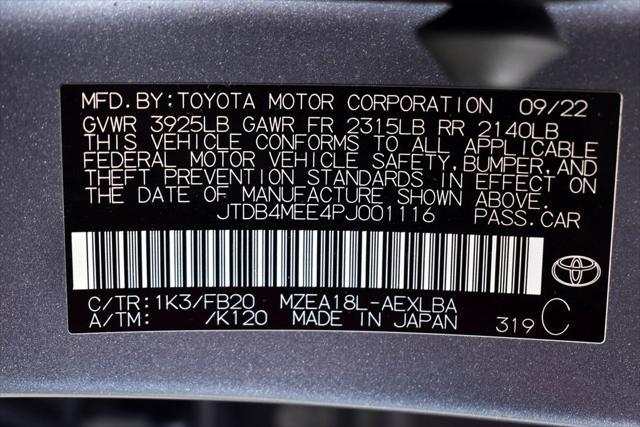 MFD.BY:TOYOTA MOTOR CORPORATION 09/22
GVWR 3925LB GAWR FR 2315LB RR 2140LB
THIS VEHICLE CONFORMS TO ALL APPLICABLE
FEDERAL MOTOR VEHICLE SAFETY,BUMPER,AND
THEFT PREVENTION STANDARDS IN EFFECT ON
THE DATE OF MANUFACTURE SHOWN ABOVE.
JTDB4MEE4PJ001116 PASS.CAR
C/TR:1K3/FB20 MZEA18L-AEXLBA
A/TM: /K120 MADE IN JAPAN 319 C